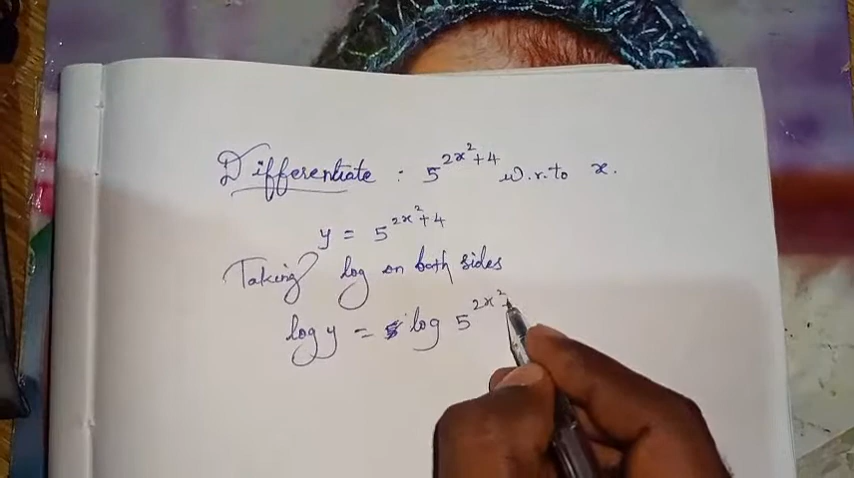 Differentiate : 5^{2x²+4} w.r.to x.
y = 5^{2x²+4}
Taking log on both sides
log y = log 5^{2x²+